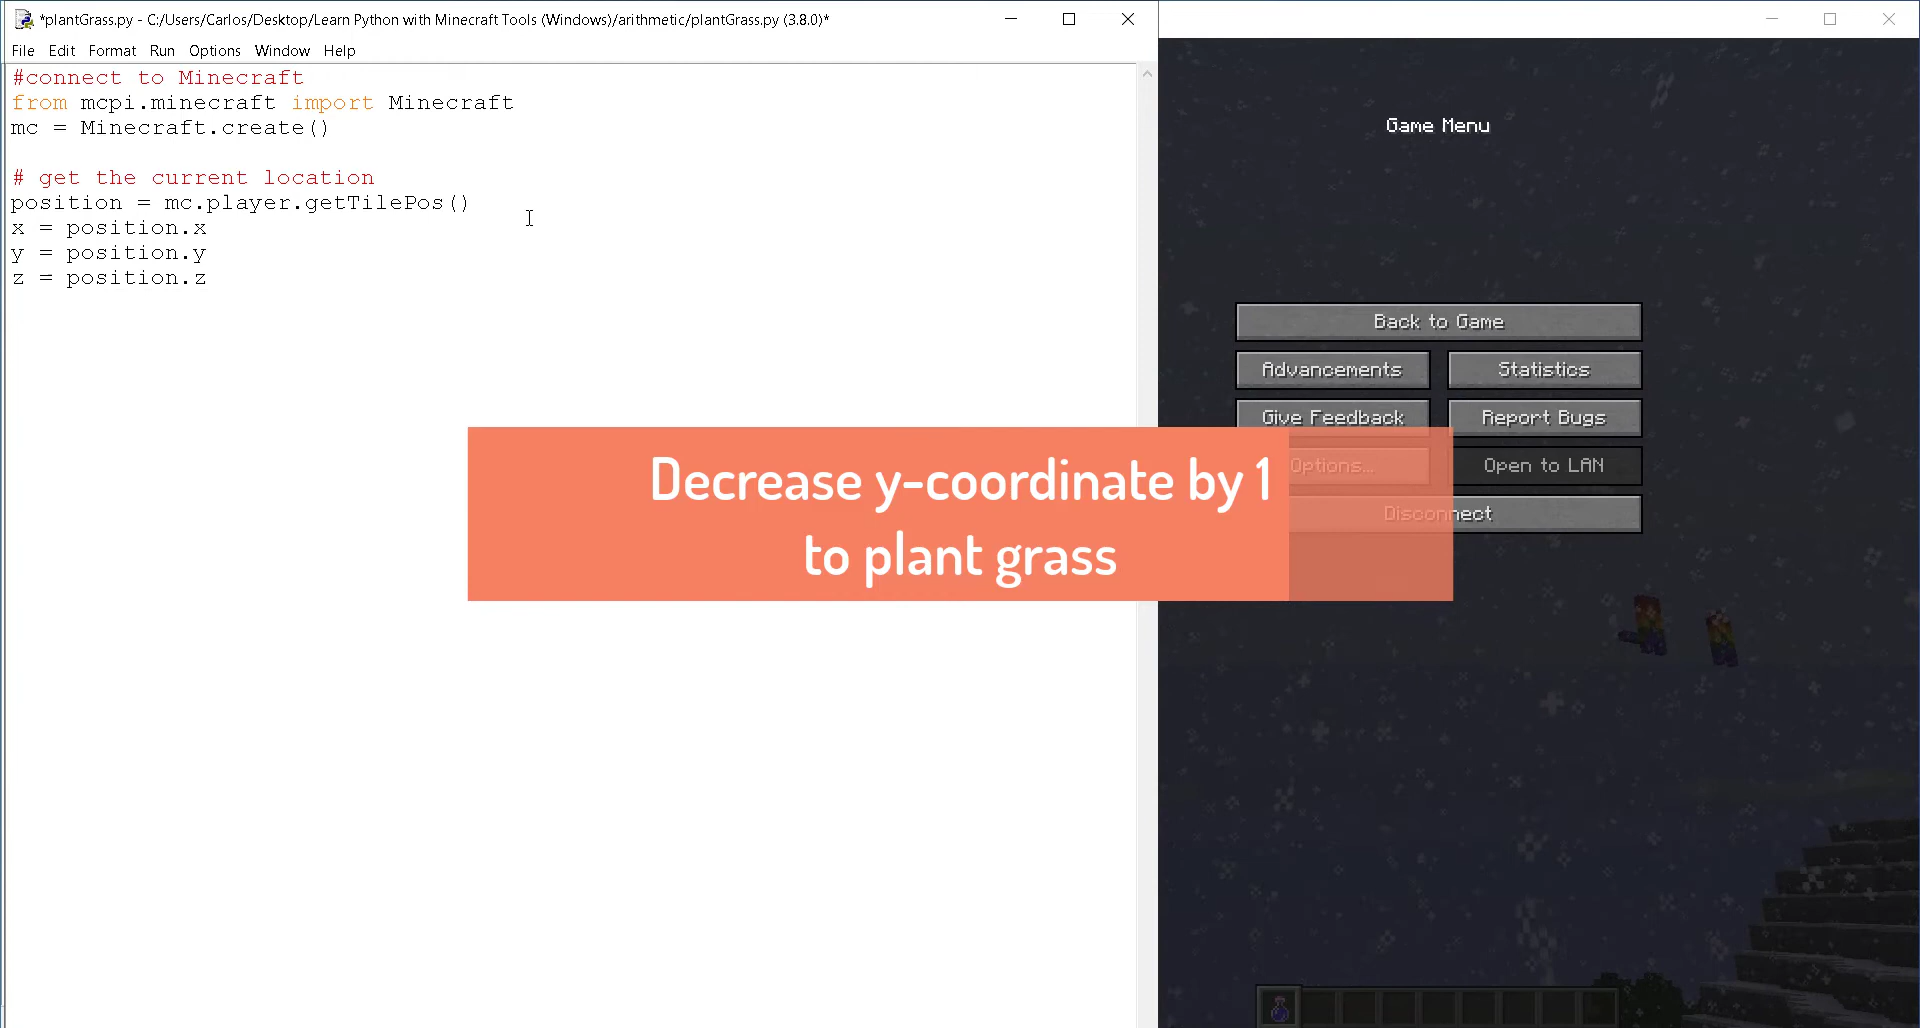 *plantGrass.py - C:/Users/Carlos/Desktop/Learn Python with Minecraft Tools (Windows)/arithmetic/plantGrass.py (3.8.0)*
File Edit Format Run Options Window Help
#connect to Minecraft
from mcpi.minecraft import Minecraft
mc = Minecraft.create()
# get the current location
position = mc.player.getTilePos()
x = position.x
y = position.y
z = position.z
Decrease y-coordinate by 1
to plant grass
Game Menu
Back to Game
Advancements Statistics
Give Feedback Report Bugs
Options... Open to LAN
Disconnect